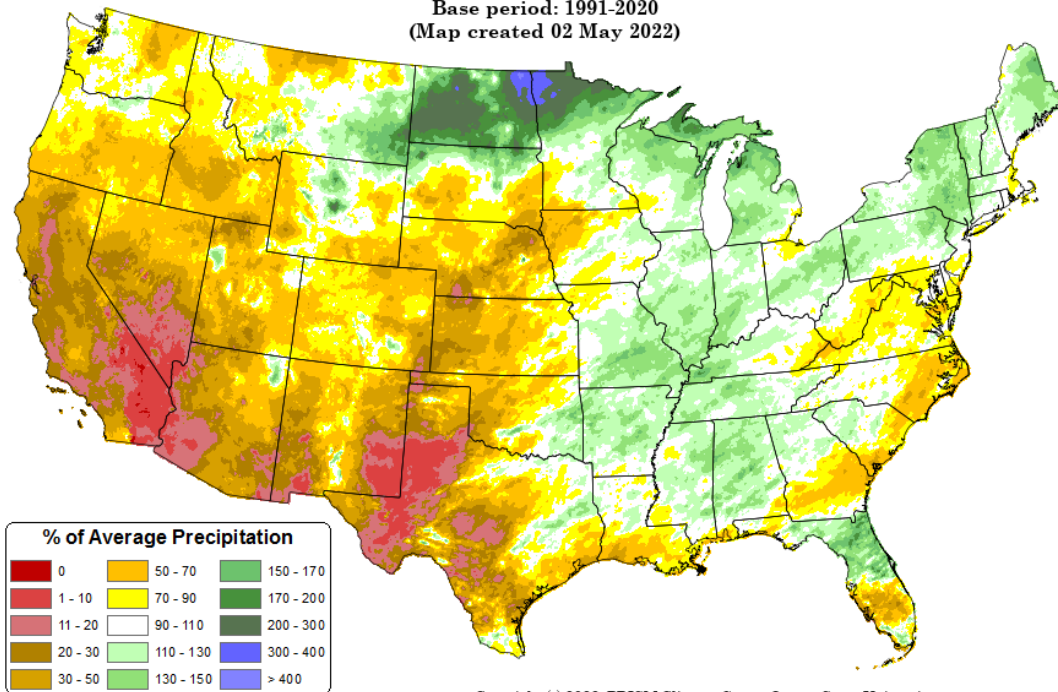 Base period: 1991-2020
(Map created 02 May 2022)
% of Average Precipitation
0
1 - 10
11 - 20
20 - 30
30 - 50
50 - 70
70 - 90
90 - 110
110 - 130
130 - 150
150 - 170
170 - 200
200 - 300
300 - 400
> 400